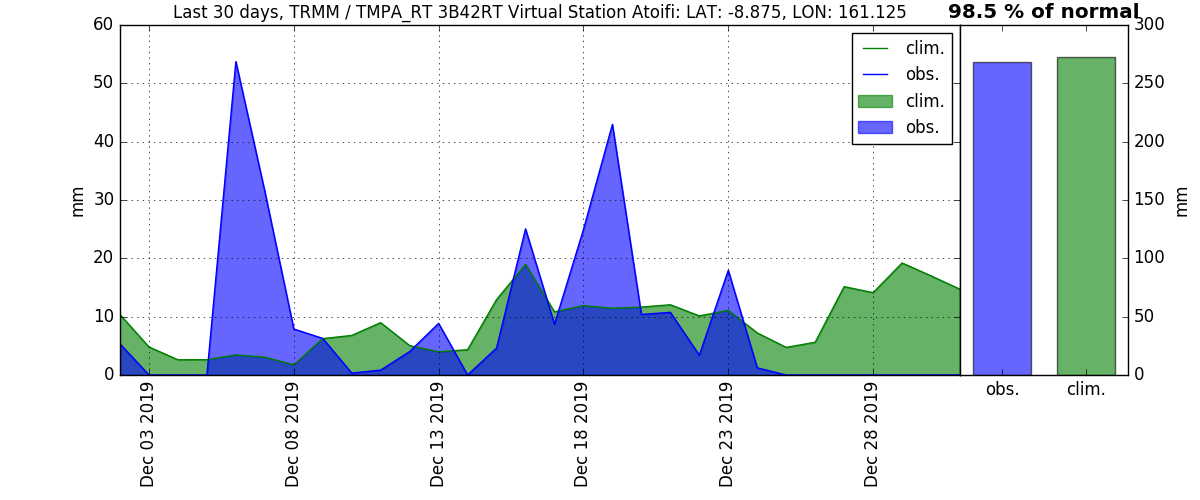 Last 30 days, TRMM / TMPA_RT 3B42RT Virtual Station Atoifi: LAT: -8.875, LON: 161.125
98.5 % of normal
60
50
40
30
20
10
0
mm
clim.
obs.
clim.
obs.
300
250
200
150
100
50
0
mm
Dec 03 2019
Dec 08 2019
Dec 13 2019
Dec 18 2019
Dec 23 2019
Dec 28 2019
obs.
clim.